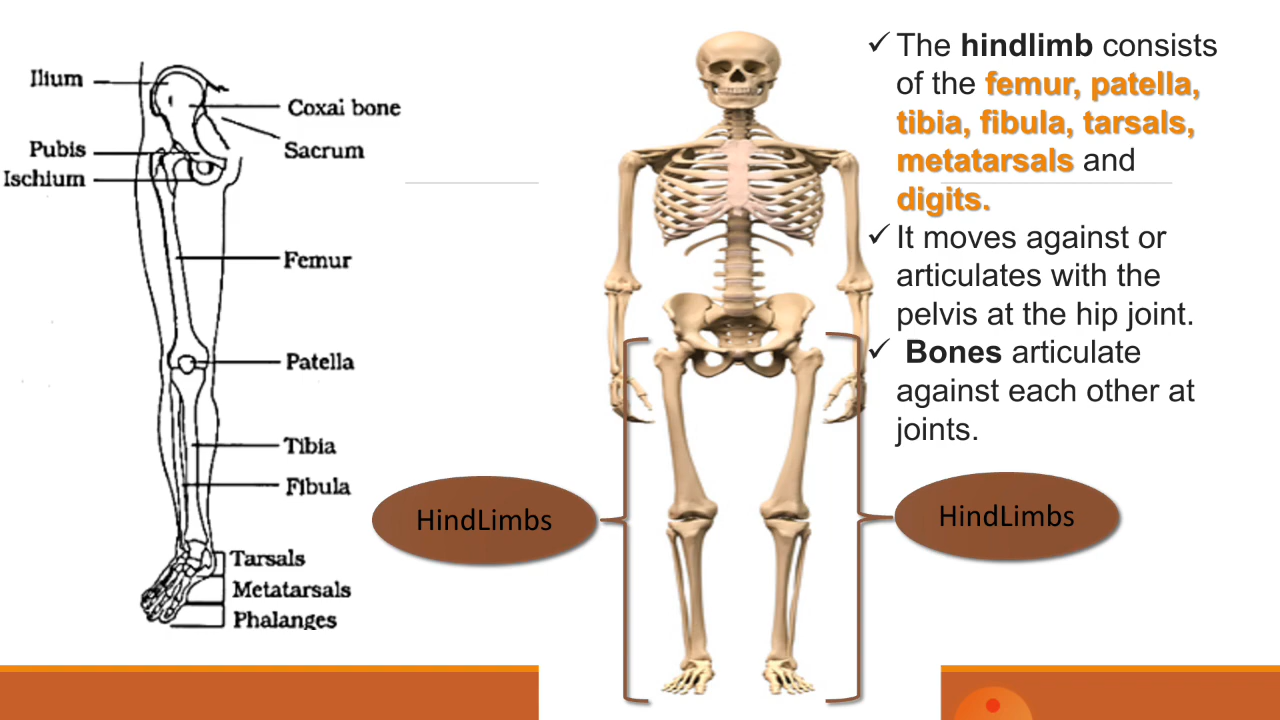 Ilium
Coxai bone
Pubis
Sacrum
Ischium
Femur
Patella
Tibia
Fibula
Tarsals
Metatarsals
Phalanges
HindLimbs
HindLimbs
✓ The hindlimb consists
of the femur, patella,
tibia, fibula, tarsals,
metatarsals and
digits.
✓ It moves against or
articulates with the
pelvis at the hip joint.
✓ Bones articulate
against each other at
joints.